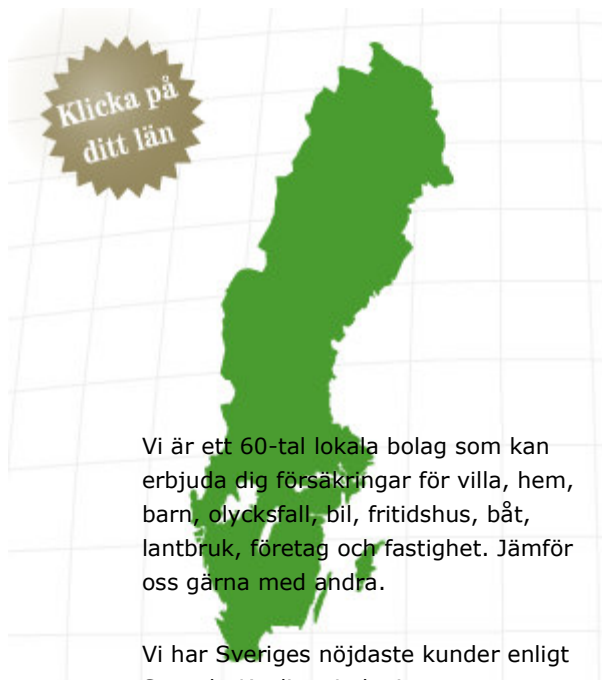 Klicka på
ditt län
Vi är ett 60-tal lokala bolag som kan
erbjuda dig försäkringar för villa, hem,
barn, olycksfall, bil, fritidshus, båt,
lantbruk, företag och fastighet. Jämför
oss gärna med andra.
Vi har Sveriges nöjdaste kunder enligt